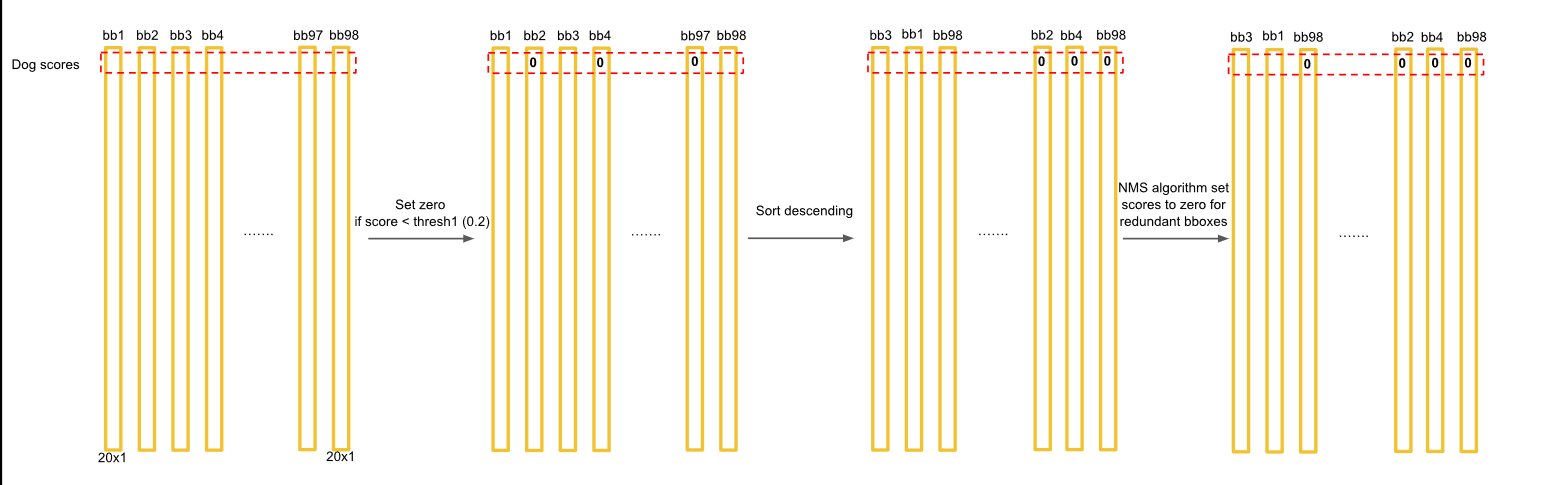 bb1 bb2 bb3 bb4 bb97 bb98
Dog scores
20x1 20x1
.......
Set zero
if score < thresh1 (0.2)
bb1 bb2 bb3 bb4 bb97 bb98
0 0 0
.......
Sort descending
bb3 bb1 bb98 bb2 bb4 bb98
0 0 0
.......
NMS algorithm set
scores to zero for
redundant bboxes
bb3 bb1 bb98 bb2 bb4 bb98
0 0 0 0
.......